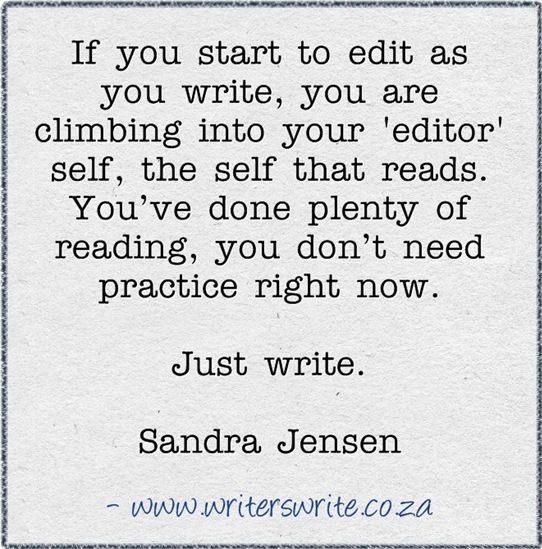 If you start to edit as
you write, you are
climbing into your 'editor'
self, the self that reads.
You’ve done plenty of
reading, you don’t need
practice right now.
Just write.
Sandra Jensen
- www.writerswrite.co.za